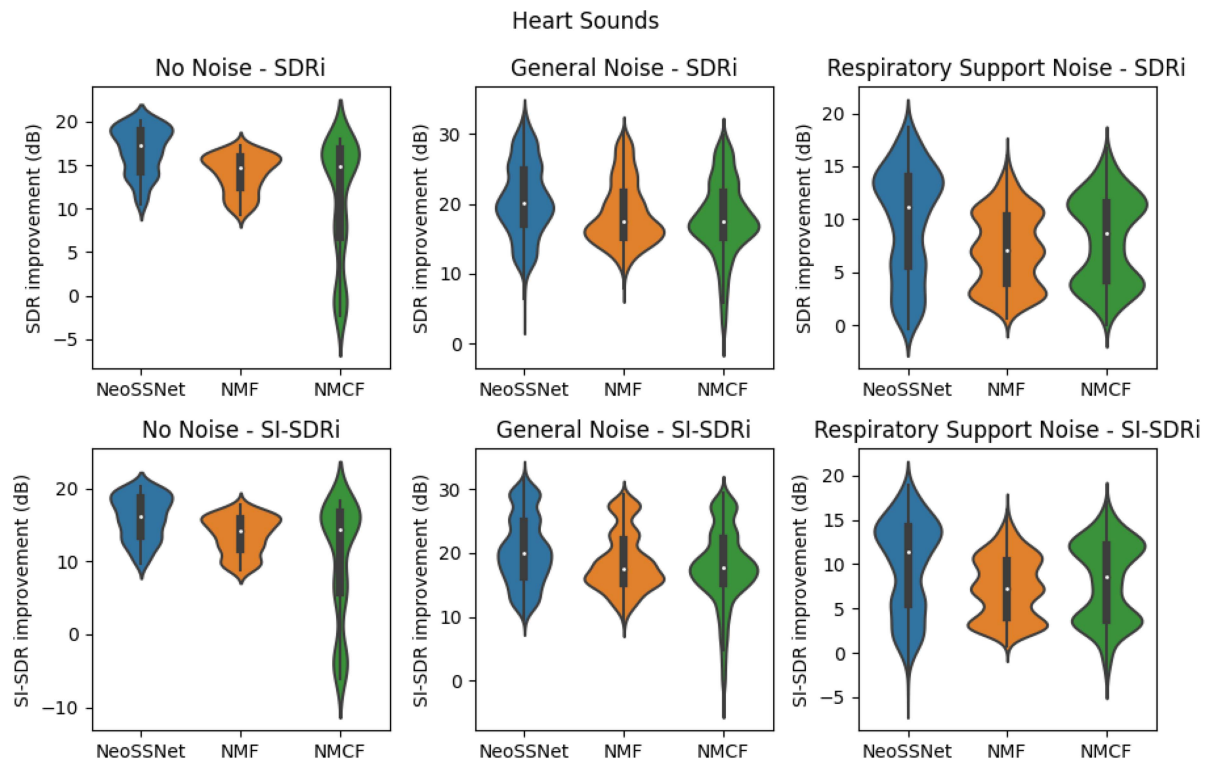 Heart Sounds
No Noise - SDRi
General Noise - SDRi
Respiratory Support Noise - SDRi
SDR improvement (dB)
20
15
10
5
0
−5
NeoSSNet NMF NMCF
SDR improvement (dB)
30
20
10
0
NeoSSNet NMF NMCF
SDR improvement (dB)
20
15
10
5
0
NeoSSNet NMF NMCF
No Noise - SI-SDRi
General Noise - SI-SDRi
Respiratory Support Noise - SI-SDRi
SI-SDR improvement (dB)
20
10
0
−10
NeoSSNet NMF NMCF
SI-SDR improvement (dB)
30
20
10
0
NeoSSNet NMF NMCF
SI-SDR improvement (dB)
20
15
10
5
0
−5
NeoSSNet NMF NMCF